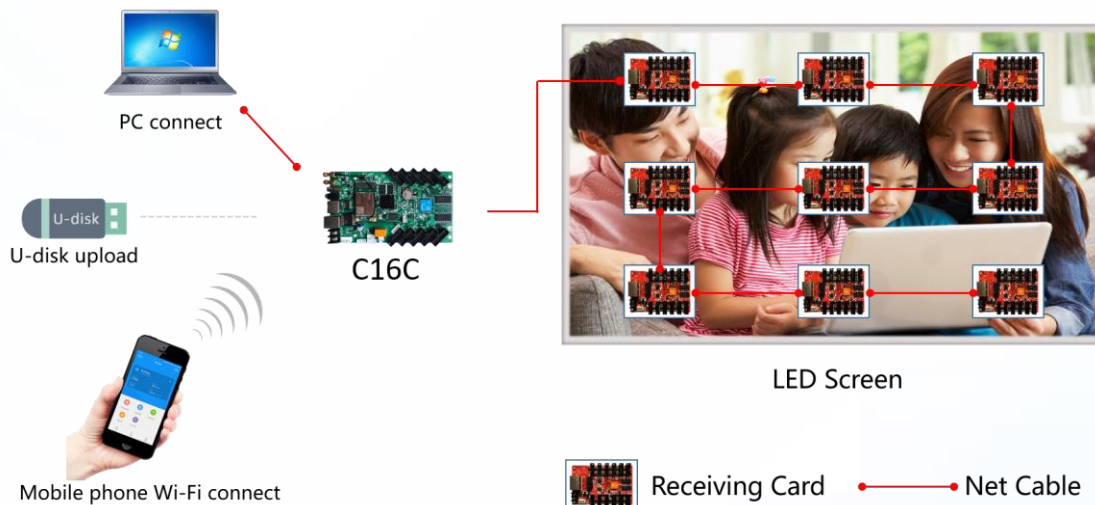 PC connect
U-disk
U-disk upload
C16C
Mobile phone Wi-Fi connect
LED Screen
Receiving Card
Net Cable